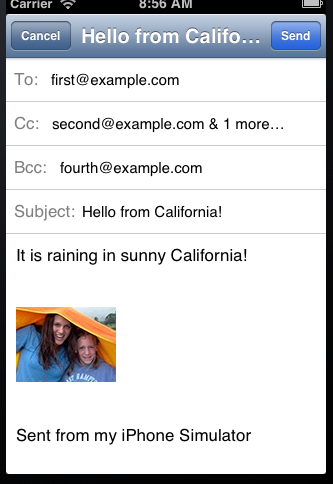 Carrier 8:56 AM
Cancel Hello from Califo... Send
To: first@example.com
Cc: second@example.com & 1 more...
Bcc: fourth@example.com
Subject: Hello from California!
It is raining in sunny California!
Sent from my iPhone Simulator